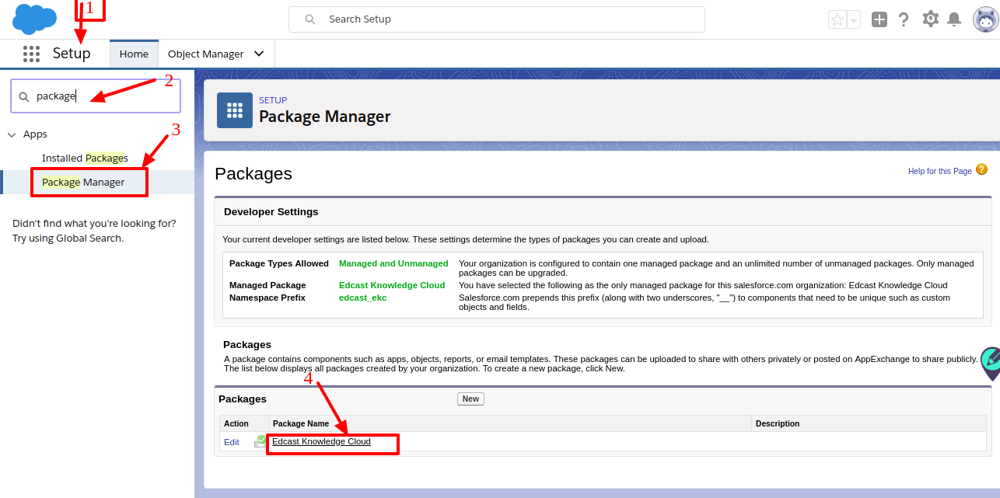 1
Search Setup
Setup
Home
Object Manager
package
2
3
Apps
Installed Packages
Package Manager
Didn't find what you're looking for?
Try using Global Search.
SETUP
Package Manager
Packages
Help for this Page ?
Developer Settings
Your current developer settings are listed below. These settings determine the types of packages you can create and upload.
Package Types Allowed Managed and Unmanaged Your organization is configured to contain one managed package and an unlimited number of unmanaged packages. Only managed
packages can be upgraded.
Managed Package Edcast Knowledge Cloud You have selected the following as the only managed package for this salesforce.com organization: Edcast Knowledge Cloud
Namespace Prefix edcast_ekc Salesforce.com prepends this prefix (along with two underscores, "__") to components that need to be unique such as custom
objects and fields.
Packages
A package contains components such as apps, objects, reports, or email templates. These packages can be uploaded to share with others privately or posted on AppExchange to share publicly.
The list below displays all packages created by your organization. To create a new package, click New.
4
Packages New
Action Package Name Description
Edit Edcast Knowledge Cloud